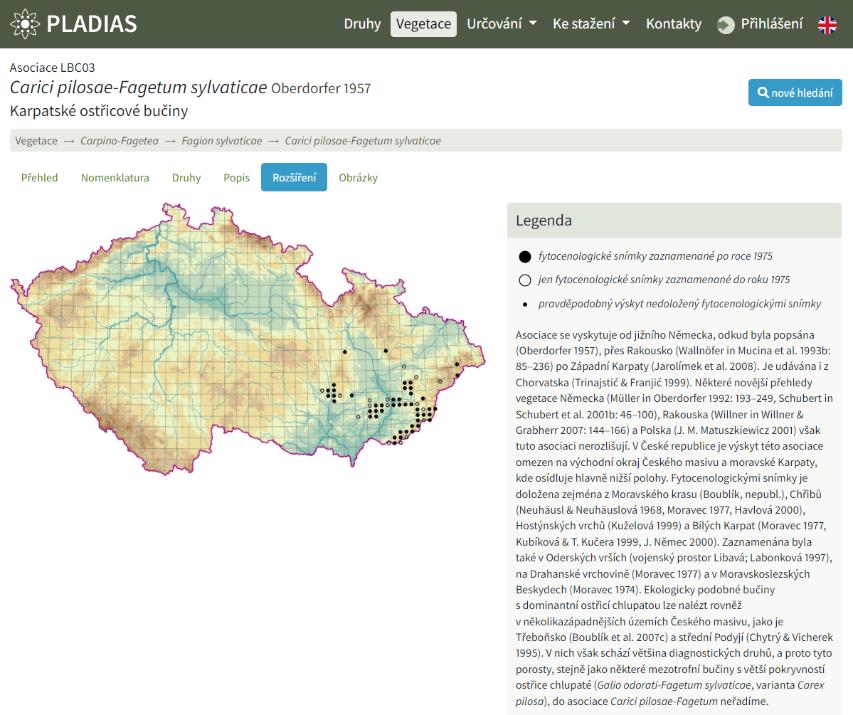 PLADIAS
Druhy Vegetace Určování Ke stažení Kontakty Přihlášení
Asociace LBC03
Carici pilosae-Fagetum sylvaticae Oberdorfer 1957
Karpatské ostřicové bučiny
nové hledání
Vegetace → Carpino-Fagetea → Fagion sylvaticae → Carici pilosae-Fagetum sylvaticae
Přehled Nomenklatura Druhy Popis Rozšíření Obrázky
Legenda
fytocenologické snímky zaznamenané po roce 1975
jen fytocenologické snímky zaznamenané do roku 1975
pravděpodobný výskyt nedoložený fytocenologickými snímky
Asociace se vyskytuje od jižního Německa, odkud byla popsána
(Oberdorfer 1957), přes Rakousko (Wallnöfer in Mucina et al. 1993b:
85–236) po Západní Karpaty (Jarolímek et al. 2008). Je udávána i z
Chorvatska (Trinajstić & Franjić 1999). Některé novější přehledy
vegetace Německa (Müller in Oberdorfer 1992: 193–249, Schubert in
Schubert et al. 2001b: 46–100), Rakouska (Willner in Willner &
Grabherr 2007: 144–166) a Polska (J. M. Matuszkiewicz 2001) však
tuto asociaci nerozlišují. V České republice je výskyt této asociace
omezen na východní okraj Českého masivu a moravské Karpaty,
kde osídluje hlavně nižší polohy. Fytocenologickými snímky je
doložena zejména z Moravského krasu (Boublík, nepubl.), Chřibů
(Neuhäusl & Neuhäuslová 1968, Moravec 1977, Havlová 2000),
Hostýnských vrchů (Kuželová 1999) a Bílých Karpat (Moravec 1977,
Kubíková & T. Kučera 1999, J. Němec 2000). Zaznamenána byla
také v Oderských vrších (vojenský prostor Libavá; Labonková 1997),
na Drahanské vrchovině (Moravec 1977) a v Moravskoslezských
Beskydech (Moravec 1974). Ekologicky podobné bučiny
s dominantní ostřicí chlupatou lze nalézt rovněž
v několikazápadnějších územích Českého masivu, jako je
Třeboňsko (Boublík et al. 2007c) a střední Podyjí (Chytrý & Vicherek
1995). V nich však schází většina diagnostických druhů, a proto tyto
porosty, stejně jako některé mezotrofní bučiny s větší pokryvností
ostřice chlupaté (Galio odorati-Fagetum sylvaticae, varianta Carex
pilosa), do asociace Carici pilosae-Fagetum neřadíme.